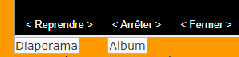 < Reprendre > < Arrêter > < Fermer >
Diaporama Album